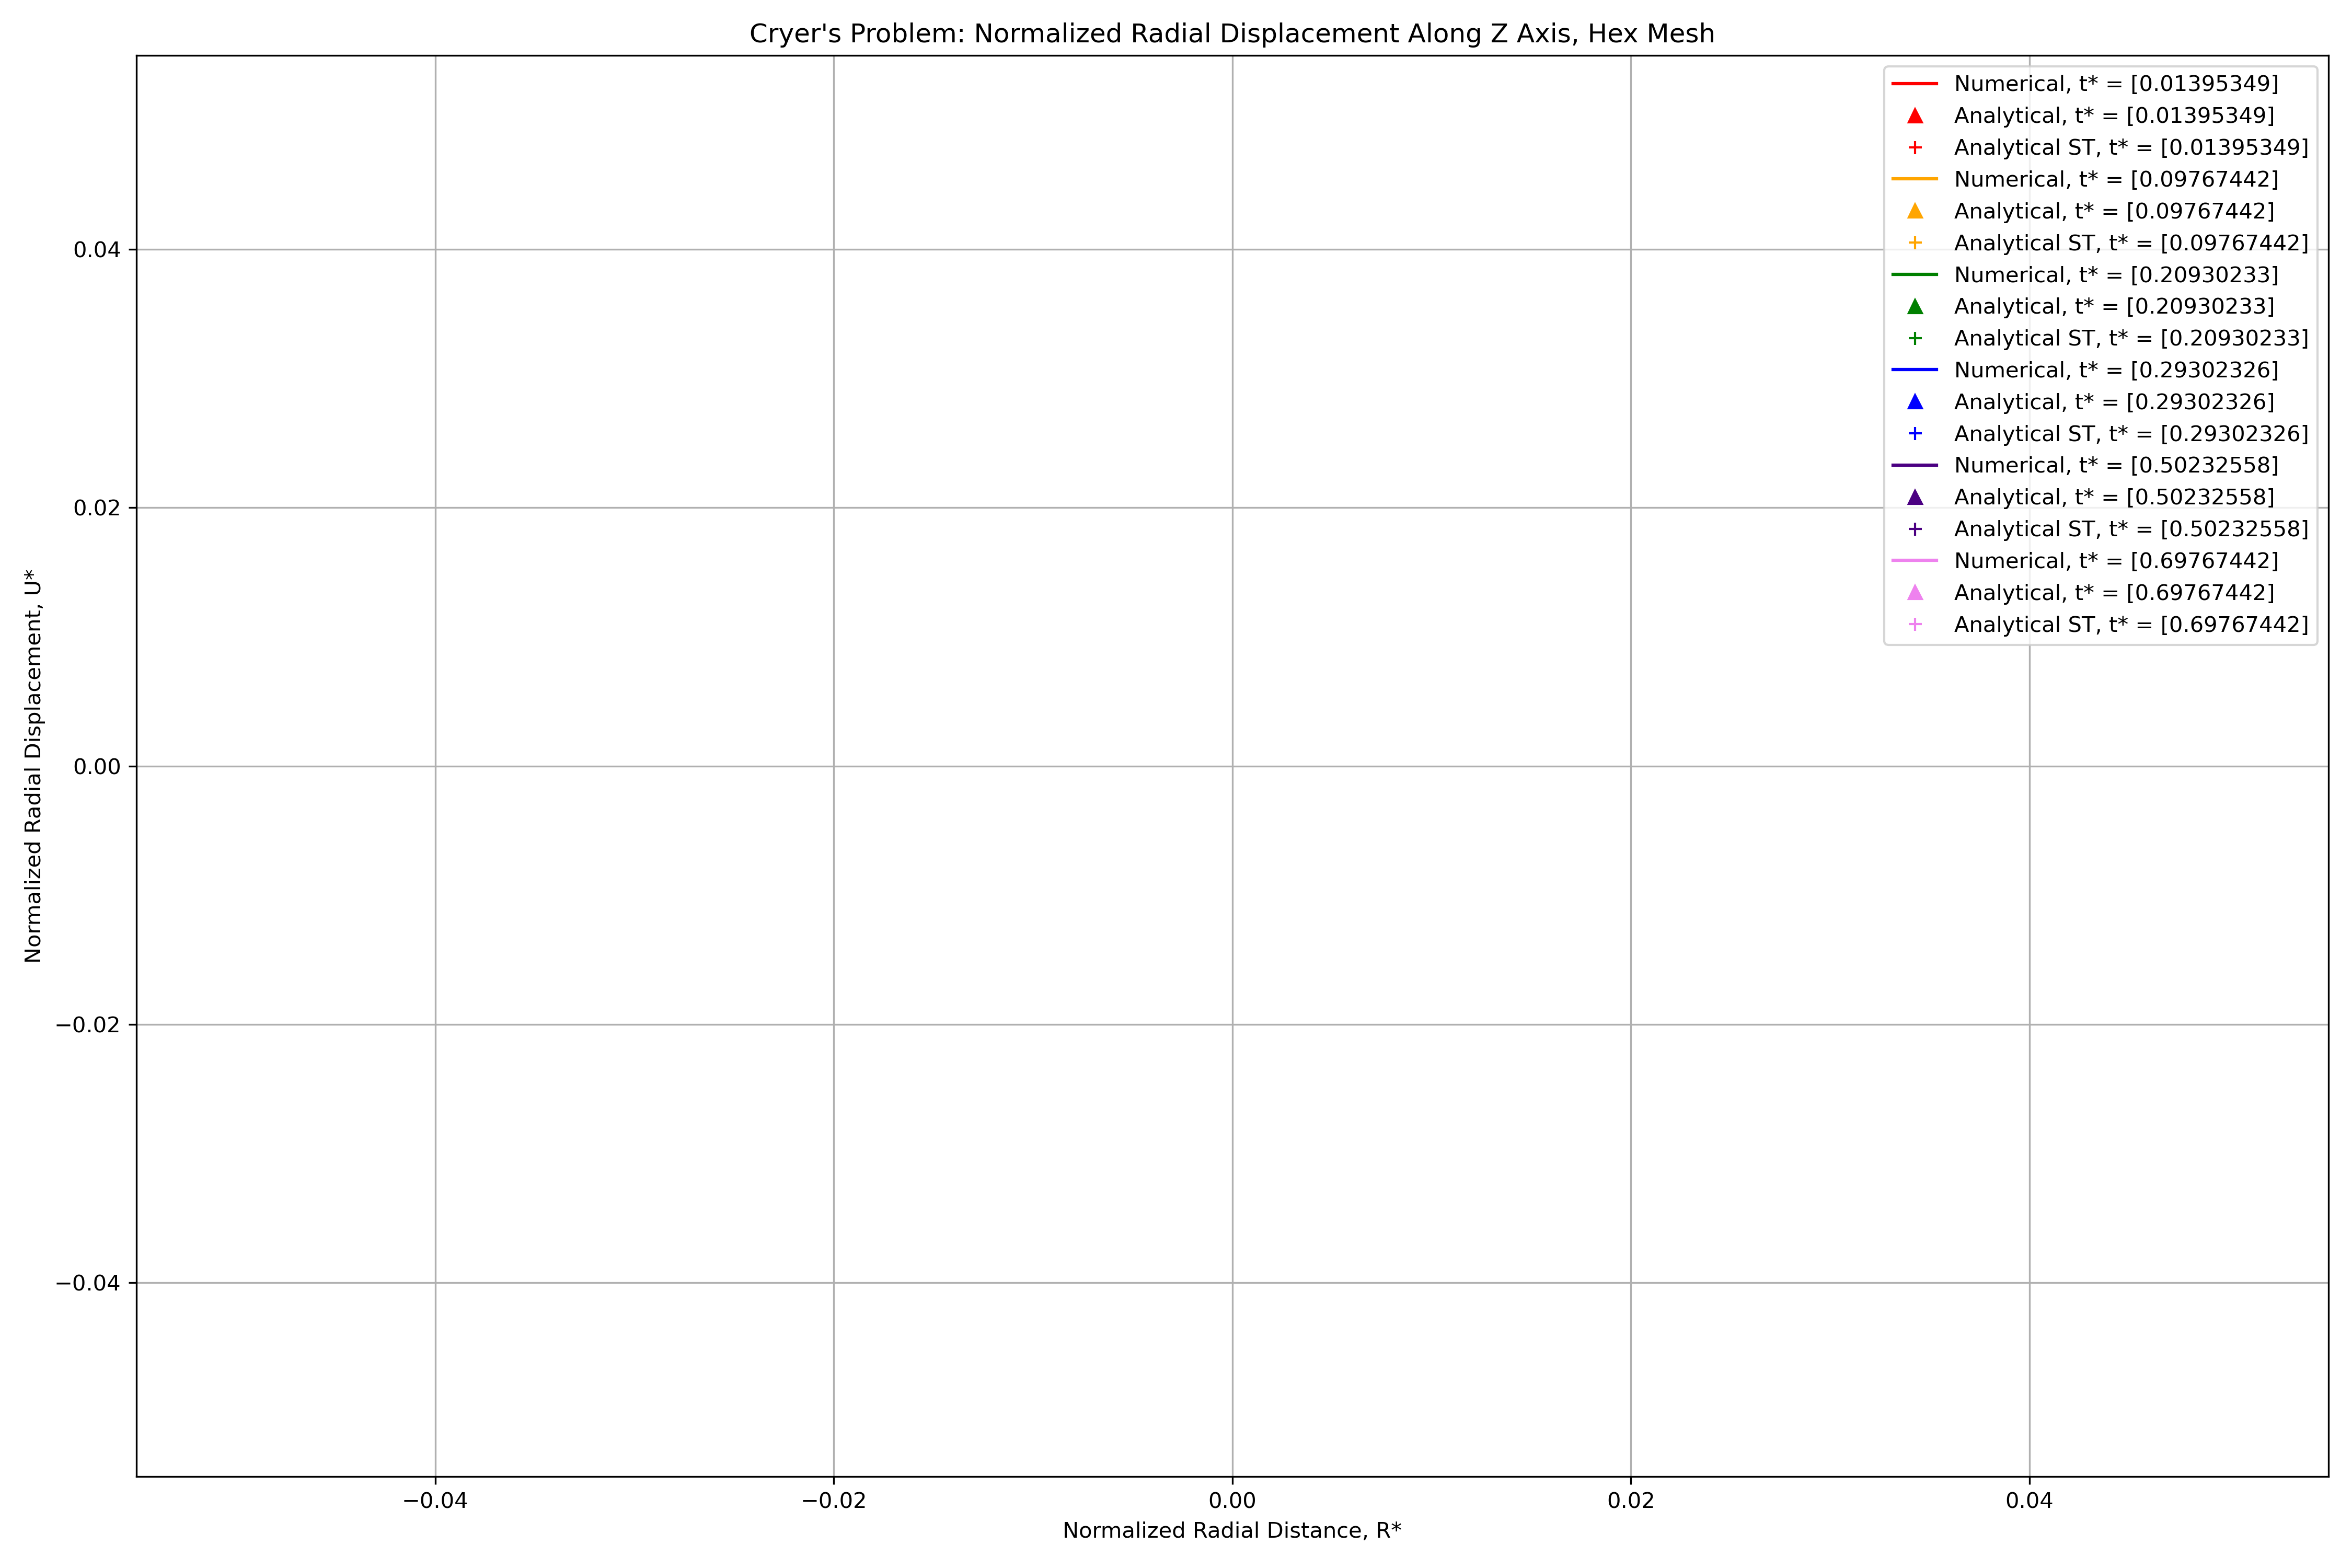 Cryer's Problem: Normalized Radial Displacement Along Z Axis, Hex Mesh
Numerical, t* = [0.01395349]
Analytical, t* = [0.01395349]
Analytical ST, t* = [0.01395349]
Numerical, t* = [0.09767442]
Analytical, t* = [0.09767442]
Analytical ST, t* = [0.09767442]
Numerical, t* = [0.20930233]
Analytical, t* = [0.20930233]
Analytical ST, t* = [0.20930233]
Numerical, t* = [0.29302326]
Analytical, t* = [0.29302326]
Analytical ST, t* = [0.29302326]
Numerical, t* = [0.50232558]
Analytical, t* = [0.50232558]
Analytical ST, t* = [0.50232558]
Numerical, t* = [0.69767442]
Analytical, t* = [0.69767442]
Analytical ST, t* = [0.69767442]
Normalized Radial Displacement, U*
0.04
0.02
0.00
−0.02
−0.04
−0.04
−0.02
0.00
0.02
0.04
Normalized Radial Distance, R*